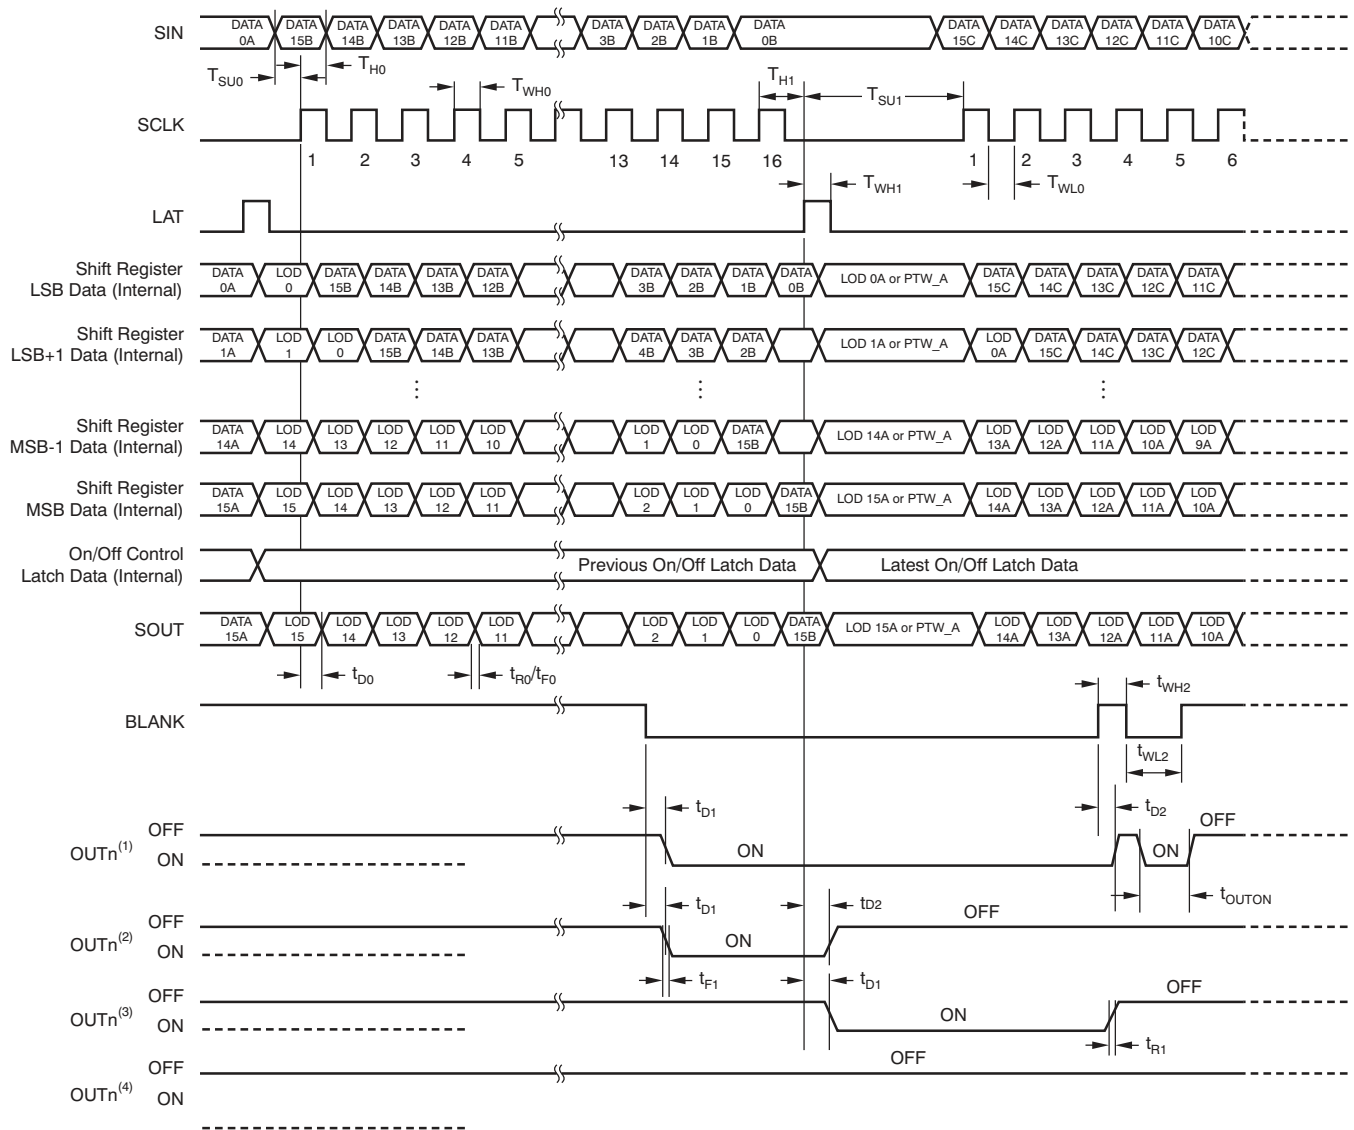 SIN DATA 0A DATA 15B DATA 14B DATA 13B DATA 12B DATA 11B DATA 3B DATA 2B DATA 1B DATA 0B DATA 15C DATA 14C DATA 13C DATA 12C DATA 11C DATA 10C
TSU0 TH0 TWH0 TH1 TSU1
SCLK
1 2 3 4 5 13 14 15 16 1 2 3 4 5 6
TWH1 TWL0
LAT
Shift Register
LSB Data (Internal)
DATA 0A LOD 0 DATA 15B DATA 14B DATA 13B DATA 12B DATA 3B DATA 2B DATA 1B DATA 0B LOD 0A or PTW_A DATA 15C DATA 14C DATA 13C DATA 12C DATA 11C
Shift Register
LSB+1 Data (Internal)
DATA 1A LOD 1 LOD 0 DATA 15B DATA 14B DATA 13B DATA 4B DATA 3B DATA 2B LOD 1A or PTW_A LOD 0A DATA 15C DATA 14C DATA 13C DATA 12C
Shift Register
MSB-1 Data (Internal)
DATA 14A LOD 14 LOD 13 LOD 12 LOD 11 LOD 10 LOD 1 LOD 0 DATA 15B LOD 14A or PTW_A LOD 13A LOD 12A LOD 11A LOD 10A LOD 9A
Shift Register
MSB Data (Internal)
DATA 15A LOD 15 LOD 14 LOD 13 LOD 12 LOD 11 LOD 2 LOD 1 LOD 0 DATA 15B LOD 15A or PTW_A LOD 14A LOD 13A LOD 12A LOD 11A LOD 10A
On/Off Control
Latch Data (Internal)
Previous On/Off Latch Data Latest On/Off Latch Data
SOUT DATA 15A LOD 15 LOD 14 LOD 13 LOD 12 LOD 11 LOD 2 LOD 1 LOD 0 DATA 15B LOD 15A or PTW_A LOD 14A LOD 13A LOD 12A LOD 11A LOD 10A
tD0 tR0/tF0
tWH2
BLANK
tWL2
tD1 tD2
OFF OFF
OUTn(1)
ON ON ON
tD1 tD2 tOUTON
OFF OFF
OUTn(2)
ON ON
tF1 tD1
OFF OFF
OUTn(3)
ON ON
tR1
OFF OFF
OUTn(4)
ON